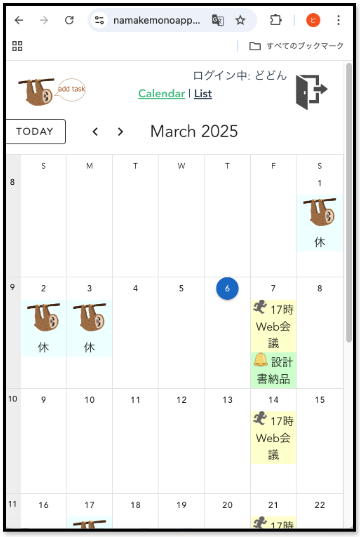 namakemonoapp...
ど
すべてのブックマーク
ログイン中: どどん
add task
Calendar | List
TODAY
March 2025
S M T W T F S
8
1
休
9
2 3 4 5 6 7 8
休 休
17時
Web会
議
設計
書納品
10
9 10 11 12 13 14 15
17時
Web会
議
11
16 17 18 19 20 21 22
17時